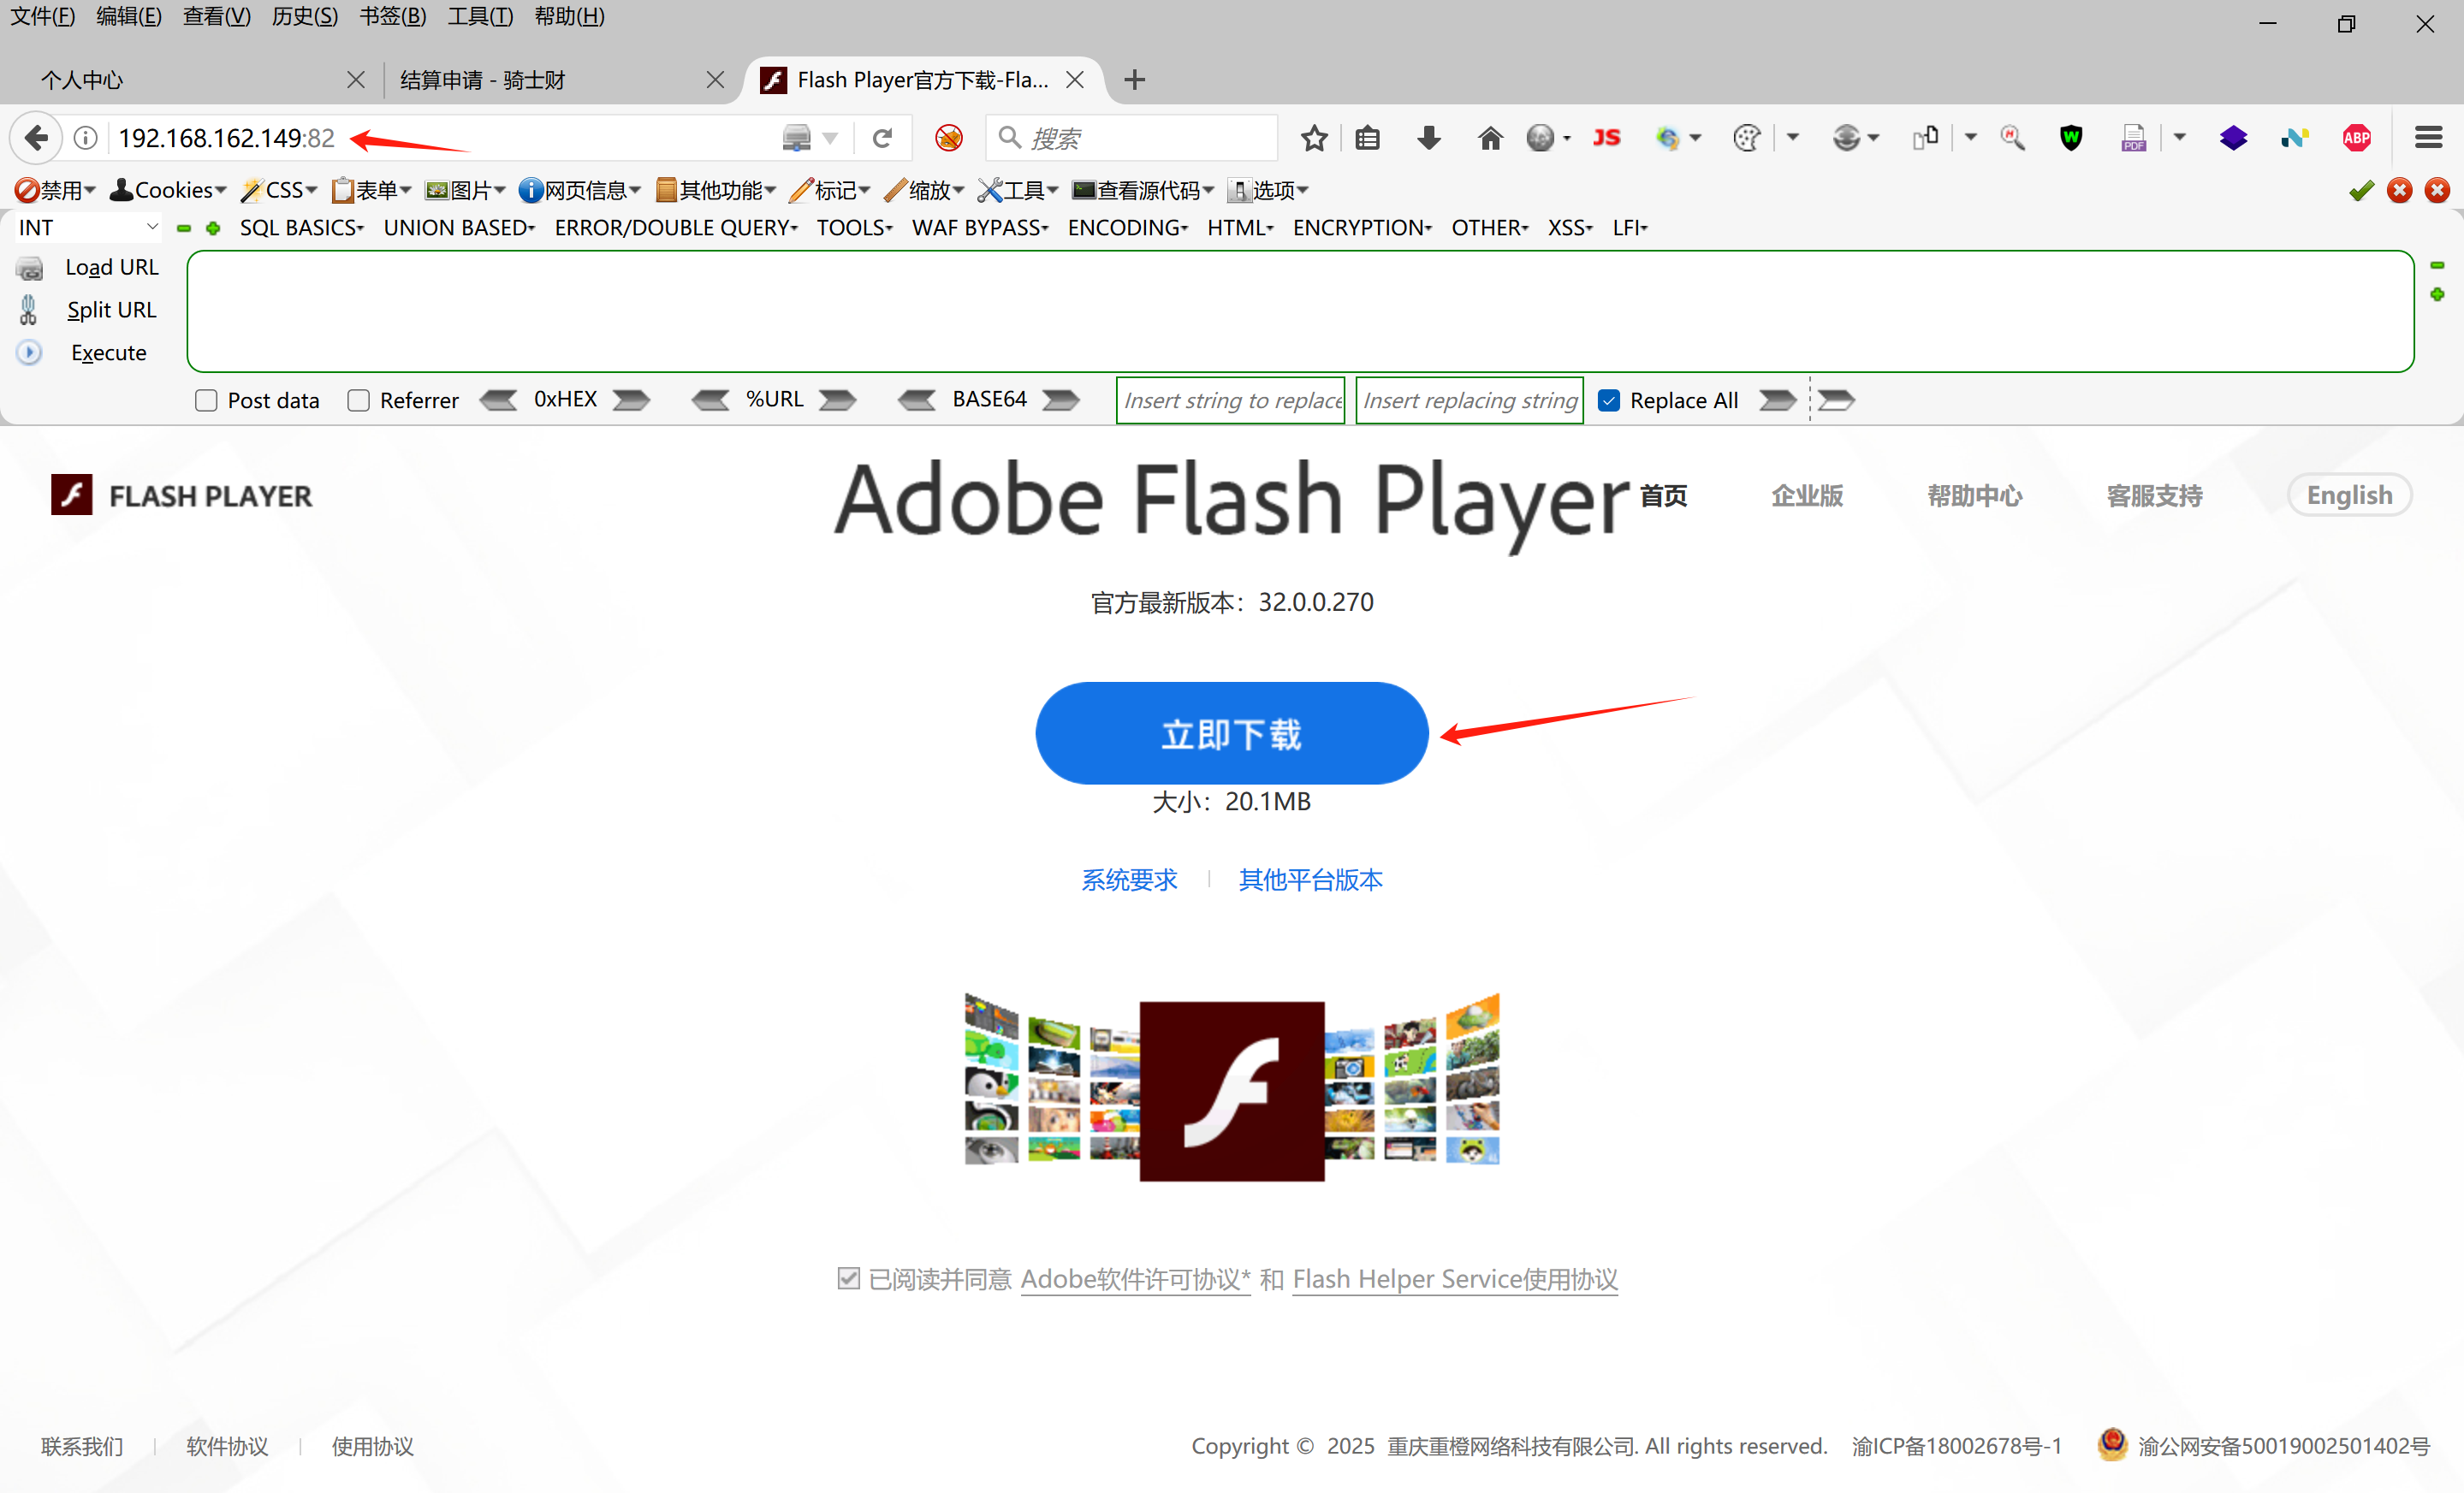 文件(F) 编辑(E) 查看(V) 历史(S) 书签(B) 工具(T) 帮助(H)
个人中心
结算申请 - 骑士财
Flash Player官方下载-Fla...
192.168.162.149:82
搜索
JS
W
PDF
ABP
禁用 Cookies CSS 表单 图片 网页信息 其他功能 标记 缩放 工具 查看源代码 选项
INT
SQL BASICS UNION BASED ERROR/DOUBLE QUERY TOOLS WAF BYPASS ENCODING HTML ENCRYPTION OTHER XSS LFI
Load URL
Split URL
Execute
Post data Referrer 0xHEX %URL BASE64 Insert string to replace Insert replacing string Replace All
FLASH PLAYER
Adobe Flash Player
首页 企业版 帮助中心 客服支持 English
官方最新版本：32.0.0.270
立即下载
大小：20.1MB
系统要求 其他平台版本
已阅读并同意 Adobe软件许可协议* 和 Flash Helper Service使用协议
联系我们 软件协议 使用协议
Copyright © 2025 重庆重橙网络科技有限公司. All rights reserved. 渝ICP备18002678号-1 渝公网安备50019002501402号